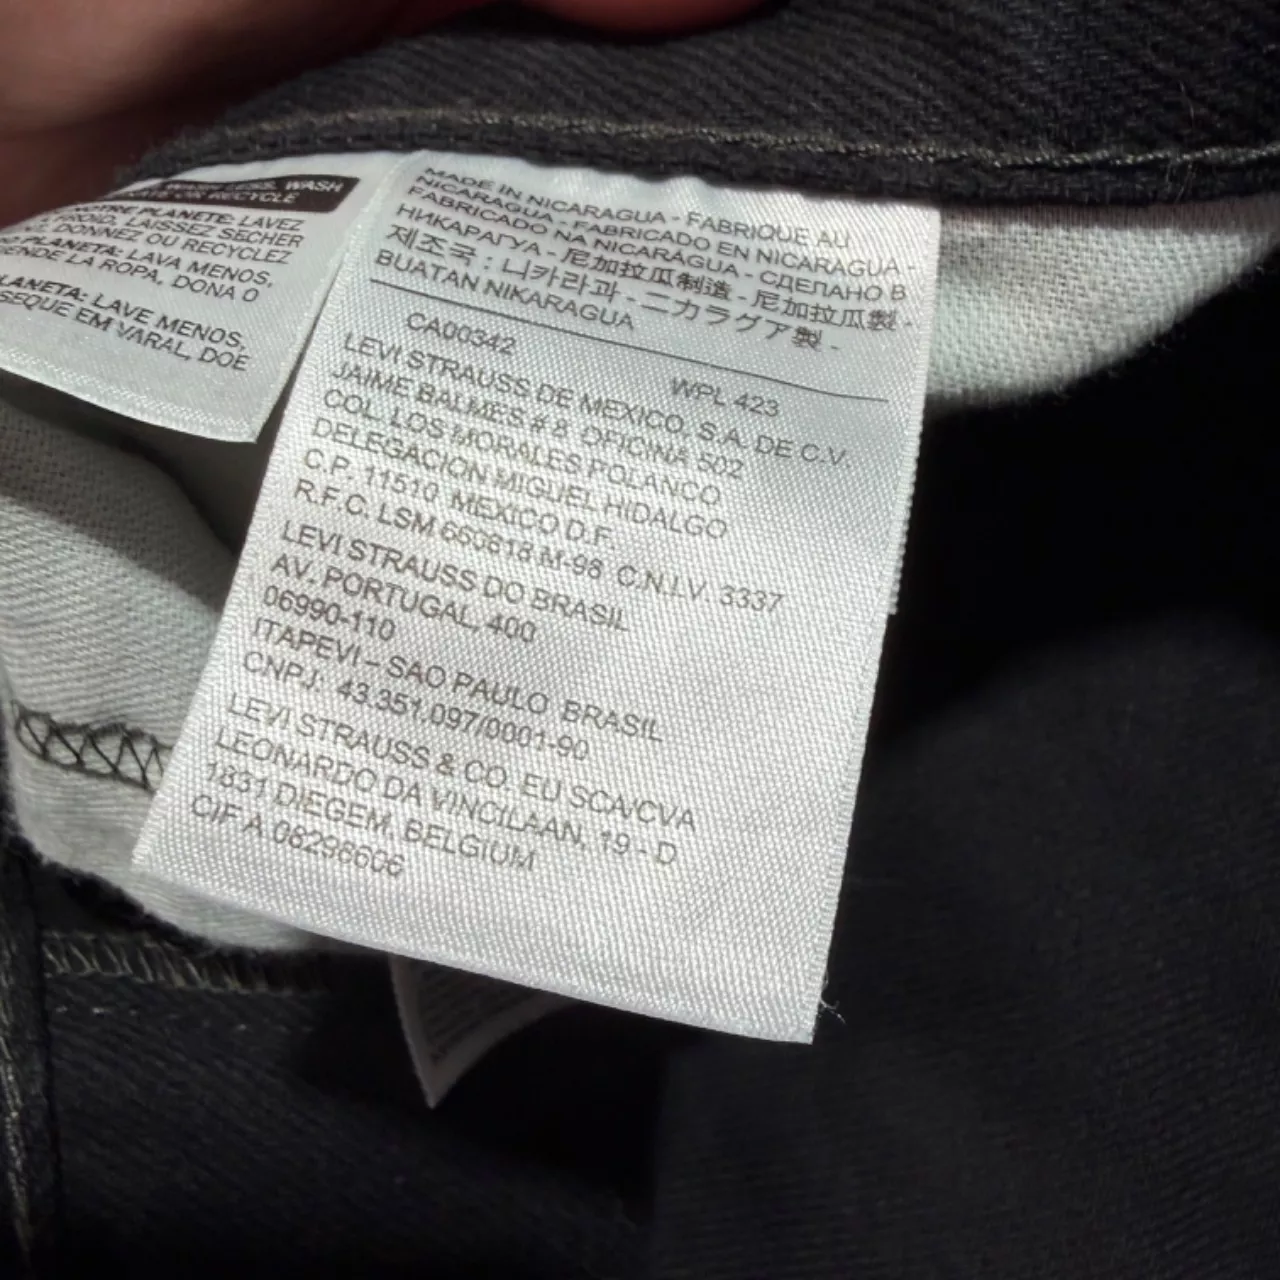 WASH LESS, WASH
OR RECYCLE
PLANETE: LAVEZ
FROID, LAISSEZ SÉCHER
DONNEZ OU RECYCLEZ
PLANETA: LAVA MENOS,
ENDE LA ROPA, DONA O
LANETA: LAVE MENOS,
SEQUE EM VARAL, DOE
MADE IN NICARAGUA - FABRIQUE AU
NICARAGUA - FABRICADO EN NICARAGUA -
FABRICADO NA NICARAGUA - СДЕЛАНО В
НИКАРАГУА - 尼加拉瓜制造 - 尼加拉瓜製 -
제조국 : 니카라과 - ニカラグア製 -
BUATAN NIKARAGUA
CA00342 WPL 423
LEVI STRAUSS DE MEXICO, S.A. DE C.V.
JAIME BALMES # 8 OFICINA 502
COL. LOS MORALES POLANCO
DELEGACION MIGUEL HIDALGO
C.P. 11510 MEXICO D.F.
R.F.C. LSM 650818 M-98 C.N.I.V. 3337
LEVI STRAUSS DO BRASIL
AV. PORTUGAL, 400
06990-110
ITAPEVI – SAO PAULO BRASIL
CNPJ: 43.351.097/0001-90
LEVI STRAUSS & CO. EU SCA/CVA
LEONARDO DA VINCILAAN, 19 - D
1831 DIEGEM, BELGIUM
CIF A 08298606